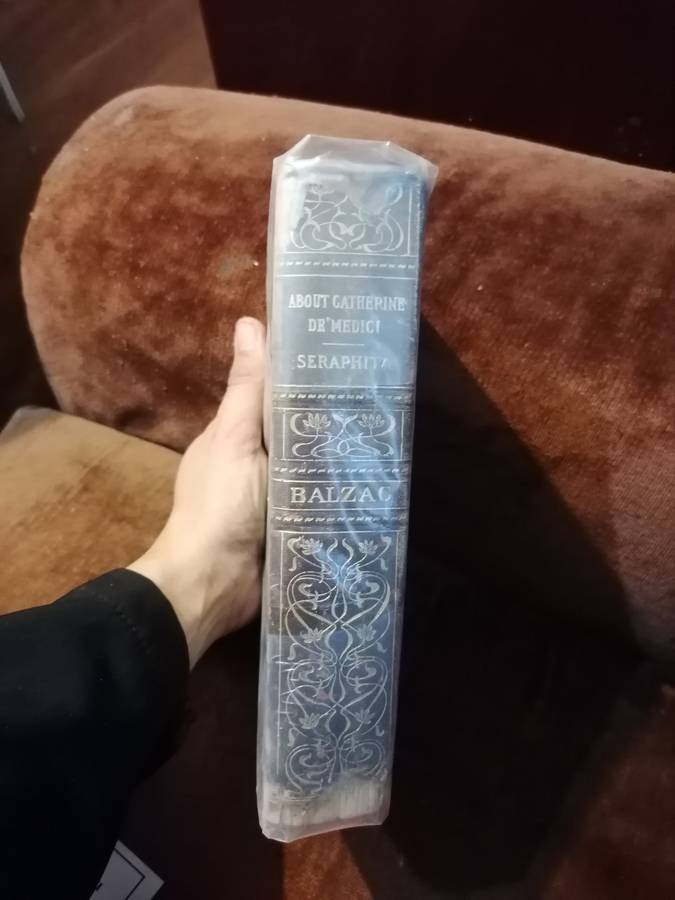 ABOUT CATHERINE
DE' MEDICI
SERAPHITA
BALZAC